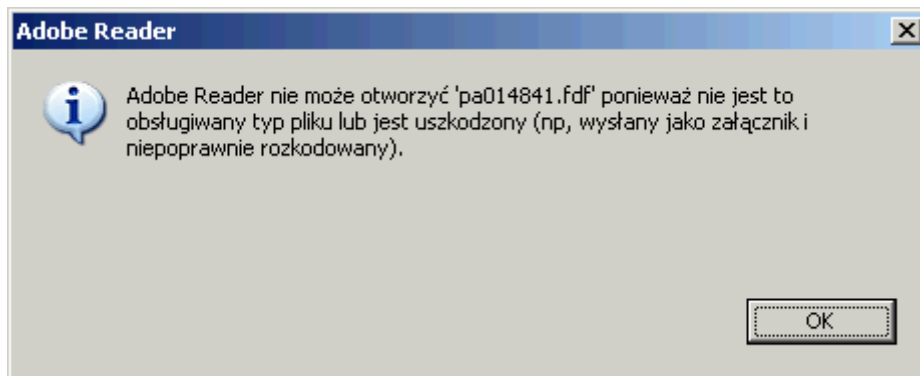 Adobe Reader
Adobe Reader nie może otworzyć 'pa014841.fdf' ponieważ nie jest to
obsługiwany typ pliku lub jest uszkodzony (np, wysłany jako załącznik i
niepoprawnie rozkodowany).
OK